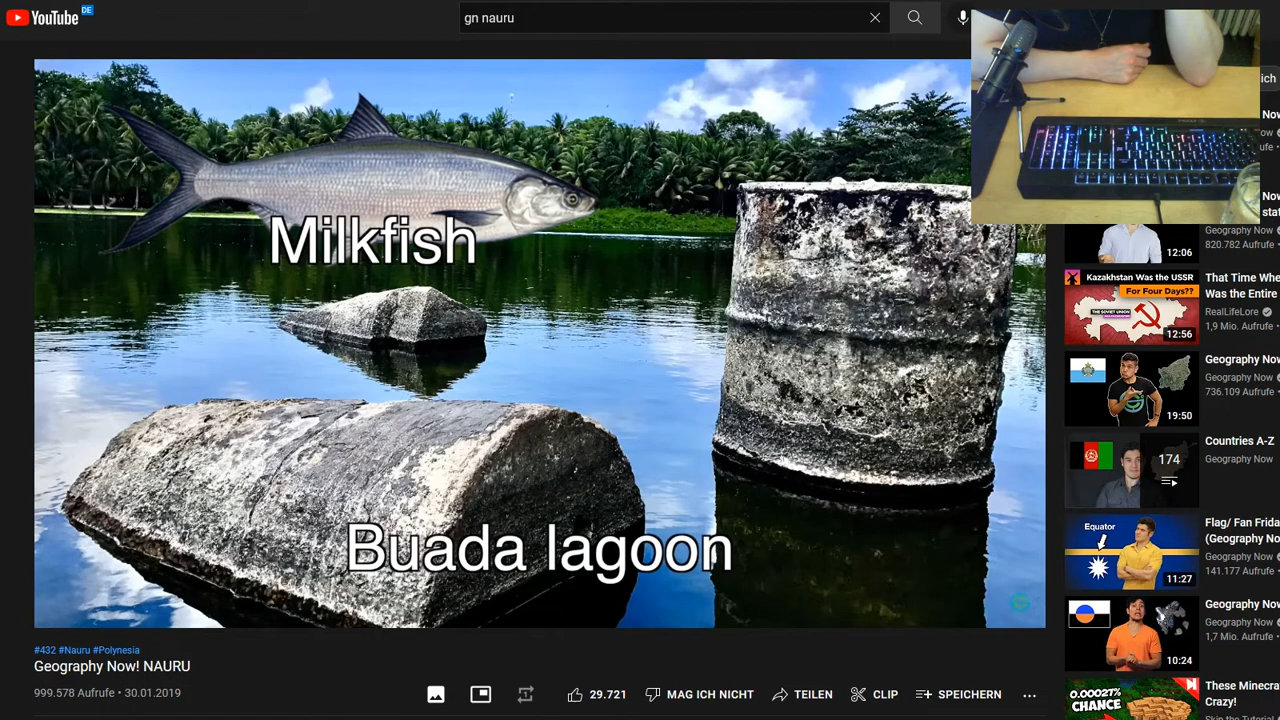 YouTube DE
gn nauru
Milkfish
Buada lagoon
#432 #Nauru #Polynesia
Geography Now! NAURU
999.578 Aufrufe • 30.01.2019
29.721
MAG ICH NICHT
TEILEN
CLIP
SPEICHERN
ich
820.782 Aufrufe
12:06
Kazakhstan Was the USSR
For Four Days??
12:56
That Time Whe
Was the Entire
RealLifeLore
1,9 Mio. Aufrufe
19:50
Geography Now
Geography Now
736.109 Aufrufe
174
Countries A-Z
Geography Now
Equator
11:27
Flag/ Fan Frida
(Geography No
Geography Now
141.177 Aufrufe
10:24
Geography Now
Geography Now
1,7 Mio. Aufrufe
0.00027%
CHANCE
These Minecra
Crazy!